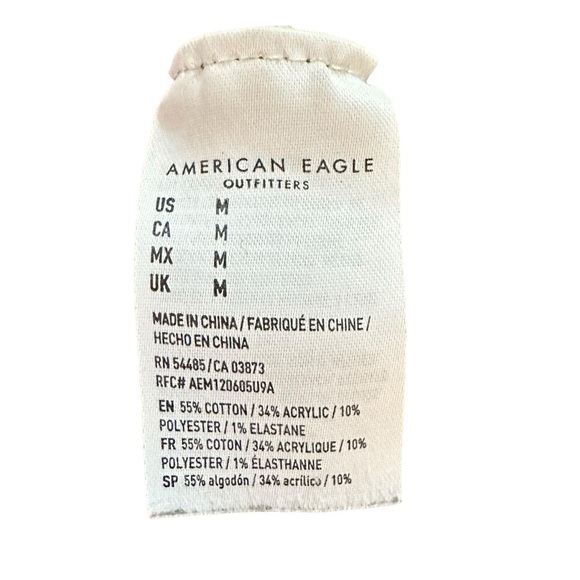 AMERICAN EAGLE
OUTFITTERS
US M
CA M
MX M
UK M
MADE IN CHINA / FABRIQUÉ EN CHINE /
HECHO EN CHINA
RN 54485 / CA 03873
RFC# AEM120605U9A
EN 55% COTTON / 34% ACRYLIC / 10%
POLYESTER / 1% ELASTANE
FR 55% COTON / 34% ACRYLIQUE / 10%
POLYESTER / 1% ÉLASTHANNE
SP 55% algodón / 34% acrílico / 10%